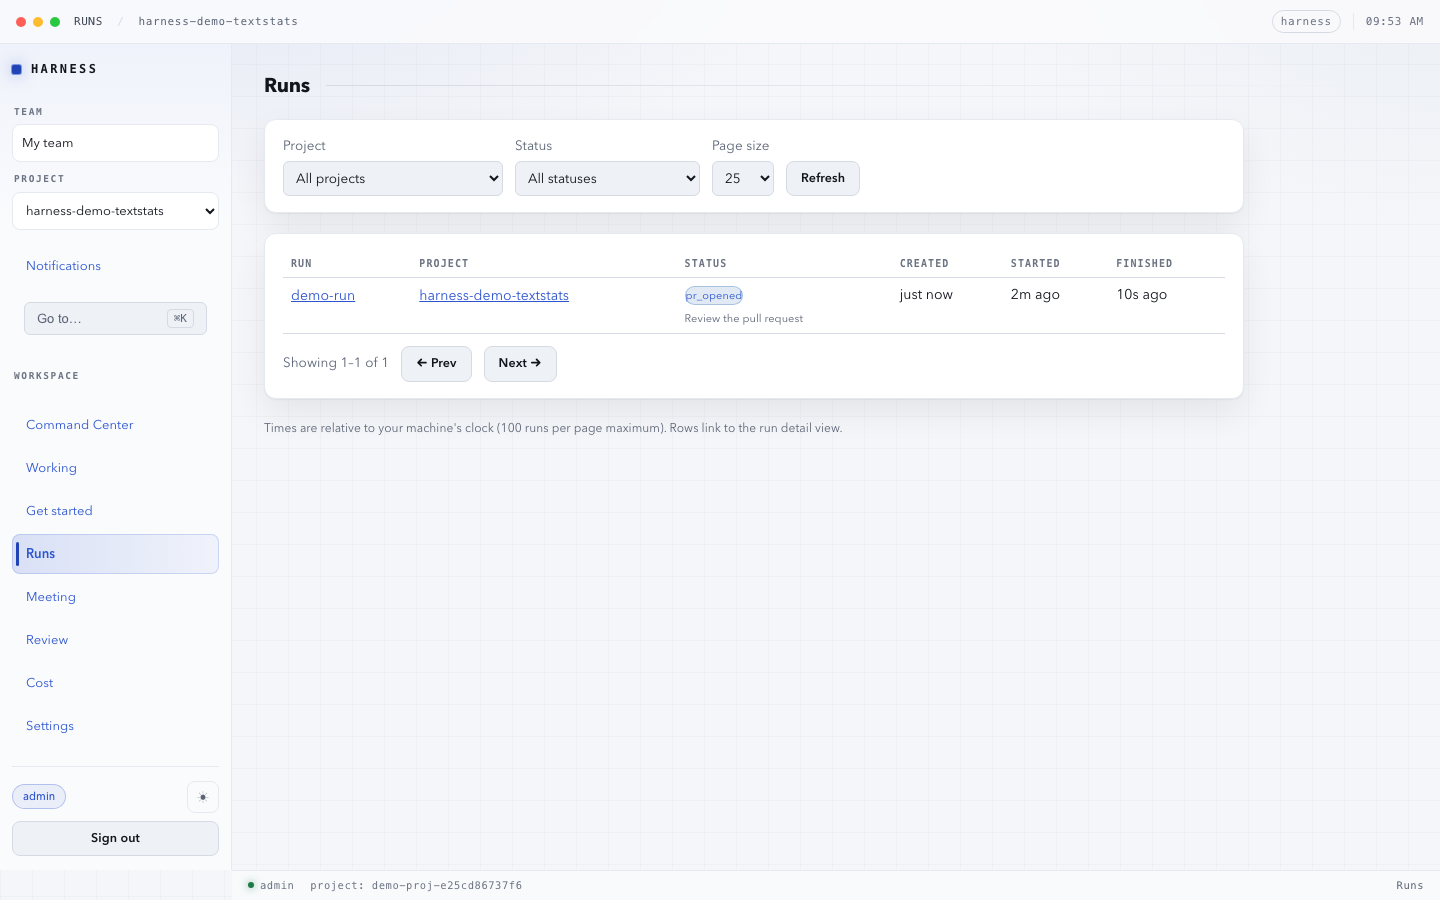 RUNS / harness-demo-textstats
harness 09:53 AM
HARNESS
TEAM
My team
PROJECT
harness-demo-textstats
Notifications
Go to… ⌘K
WORKSPACE
Command Center
Working
Get started
Runs
Meeting
Review
Cost
Settings
admin
Sign out
Runs
Project Status Page size
All projects All statuses 25 Refresh
RUN PROJECT STATUS CREATED STARTED FINISHED
demo-run harness-demo-textstats pr_opened just now 2m ago 10s ago
Review the pull request
Showing 1–1 of 1 ← Prev Next →
Times are relative to your machine's clock (100 runs per page maximum). Rows link to the run detail view.
admin project: demo-proj-e25cd86737f6 Runs